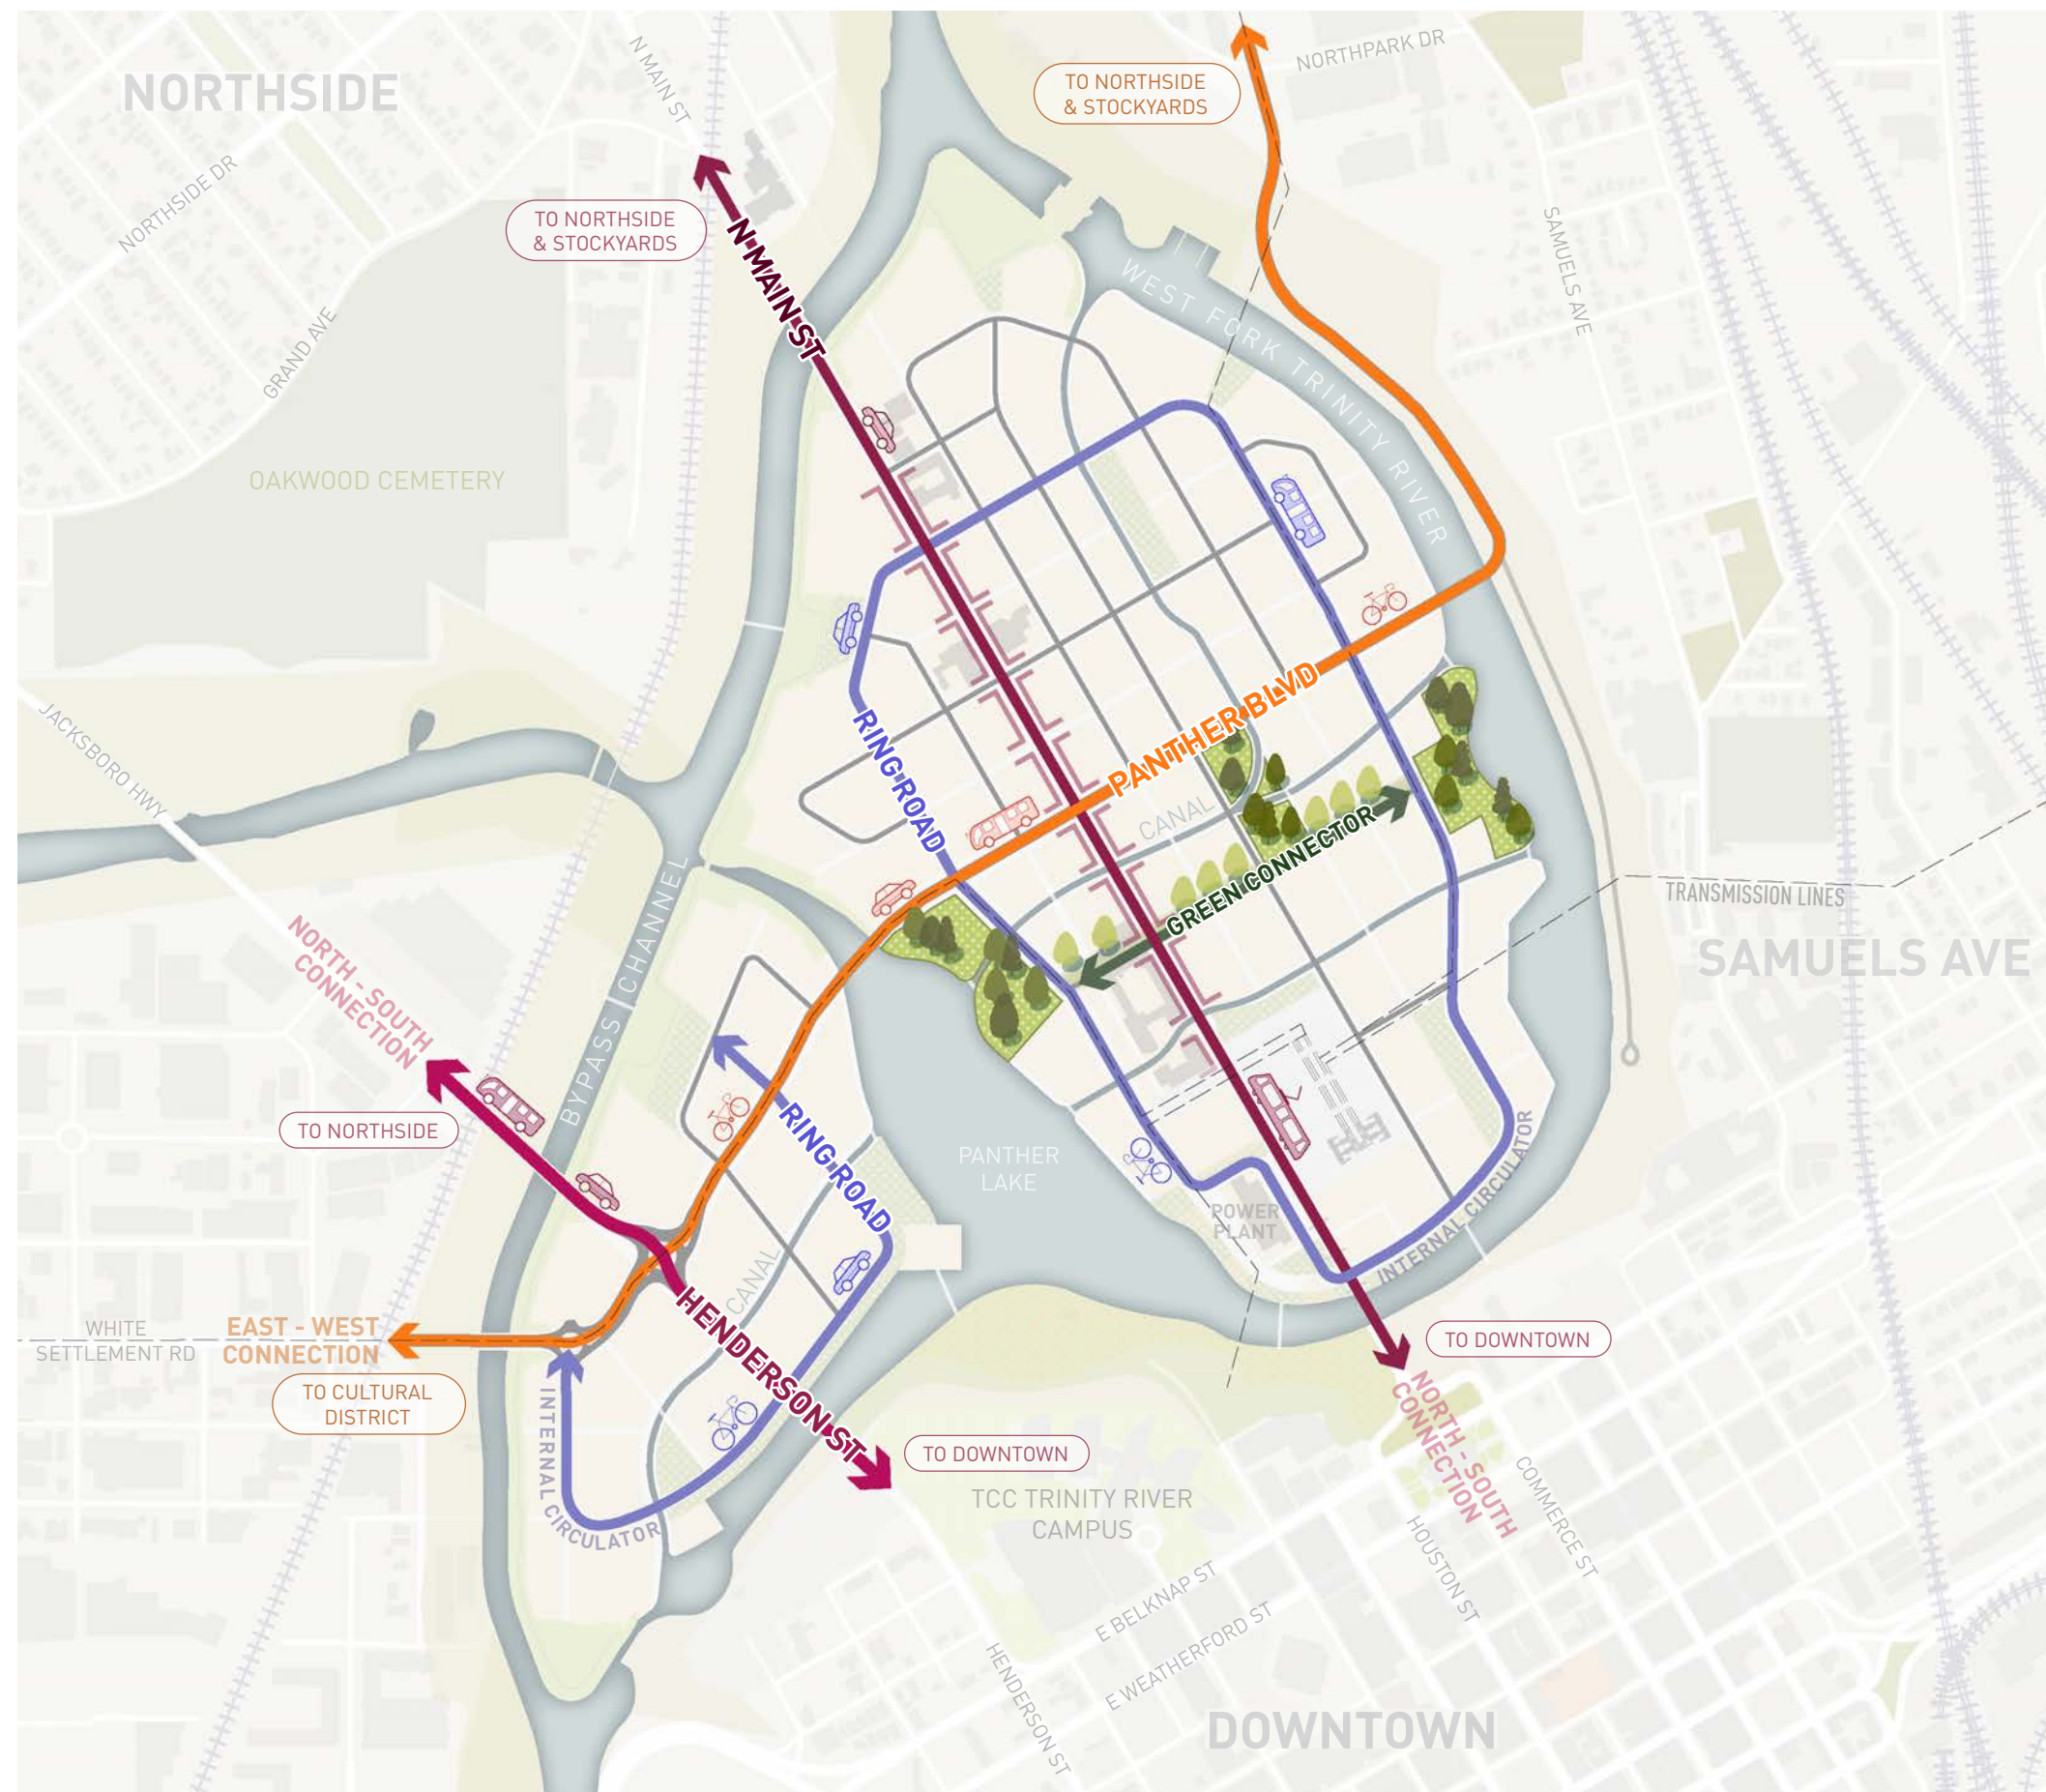 NORTHSIDE
N MAIN ST
NORTHPARK DR
TO NORTHSIDE
& STOCKYARDS
NORTHSIDE DR
TO NORTHSIDE
& STOCKYARDS
N MAIN ST
SAMUELS AVE
WEST FORK TRINITY RIVER
GRAND AVE
OAKWOOD CEMETERY
JACKSBORO HWY
RING ROAD
PANTHER BLVD
CANAL
GREEN CONNECTOR
TRANSMISSION LINES
SAMUELS AVE
BYPASS CHANNEL
NORTH - SOUTH
CONNECTION
TO NORTHSIDE
RING ROAD
PANTHER
LAKE
POWER
PLANT
INTERNAL CIRCULATOR
CANAL
WHITE
SETTLEMENT RD
EAST - WEST
CONNECTION
TO CULTURAL
DISTRICT
HENDERSON ST
INTERNAL CIRCULATOR
TO DOWNTOWN
TO DOWNTOWN
NORTH - SOUTH
CONNECTION
TCC TRINITY RIVER
CAMPUS
COMMERCE ST
HOUSTON ST
E BELKNAP ST
E WEATHERFORD ST
HENDERSON ST
DOWNTOWN